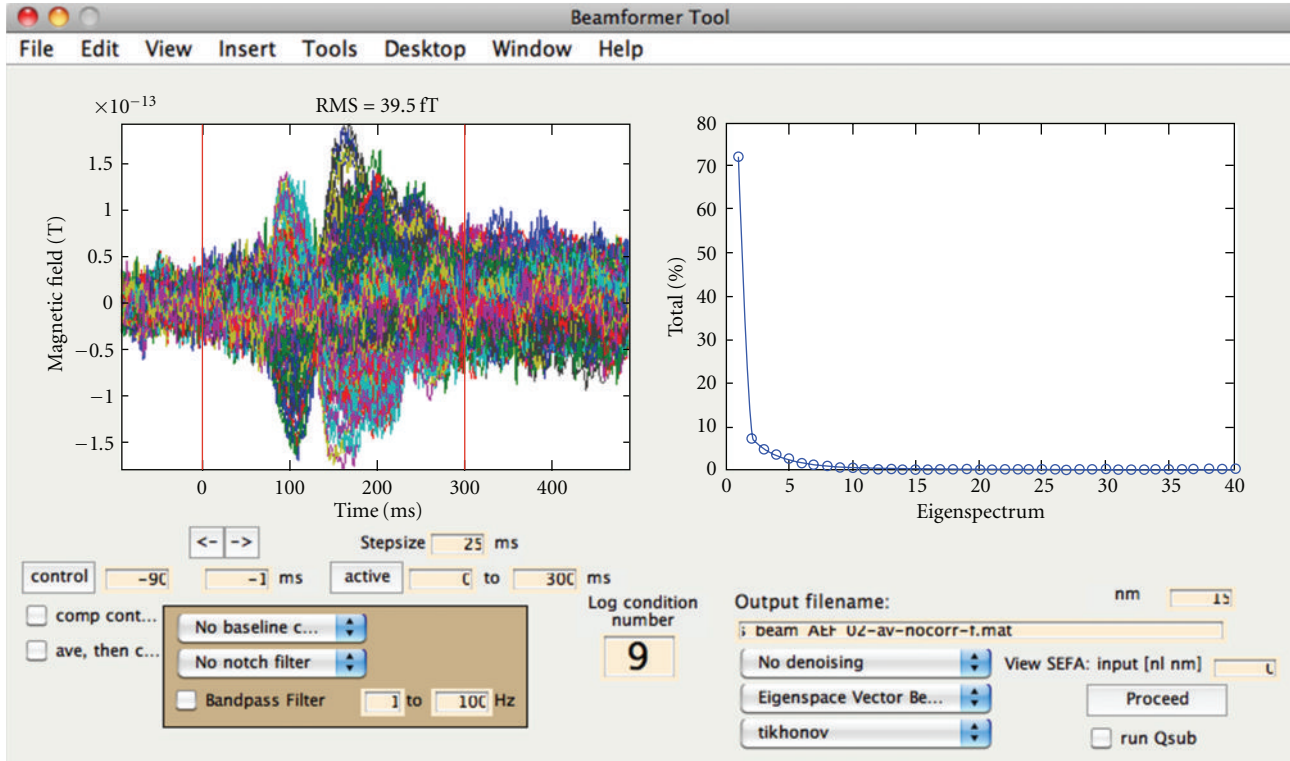 Beamformer Tool
File Edit View Insert Tools Desktop Window Help
×10−13
RMS = 39.5 fT
1.5
1
0.5
0
−0.5
−1
−1.5
Magnetic field (T)
0 100 200 300 400
Time (ms)
80
70
60
50
40
30
20
10
0
Total (%)
0 5 10 15 20 25 30 35 40
Eigenspectrum
<- ->
Stepsize 25 ms
control −90 −1 ms active 0 to 300 ms
comp cont...
ave, then c...
No baseline c...
No notch filter
Bandpass Filter 1 to 100 Hz
Log condition
number
9
Output filename:
nm 15
beam AEF 02-av-nocorr-f.mat
No denoising
View SEFA: input [nl nm] 0
Eigenspace Vector Be...
Proceed
tikhonov
run Qsub